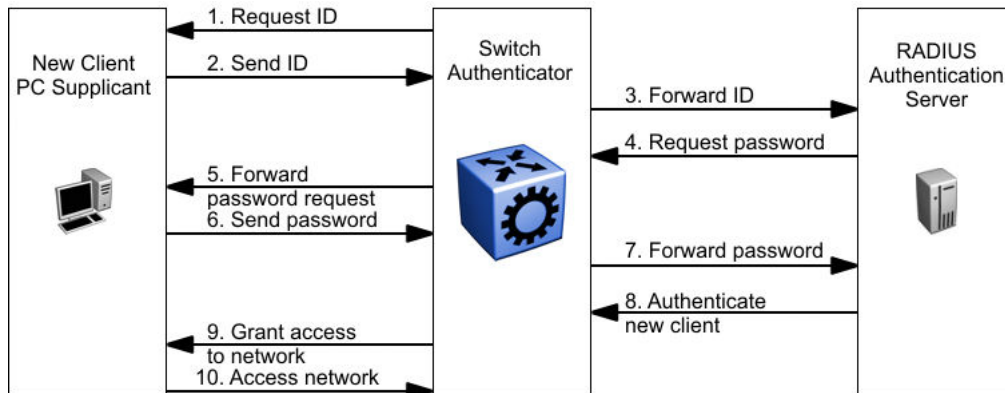 New Client
PC Supplicant
Switch
Authenticator
RADIUS
Authentication
Server
1. Request ID
2. Send ID
3. Forward ID
4. Request password
5. Forward
password request
6. Send password
7. Forward password
8. Authenticate
new client
9. Grant access
to network
10. Access network